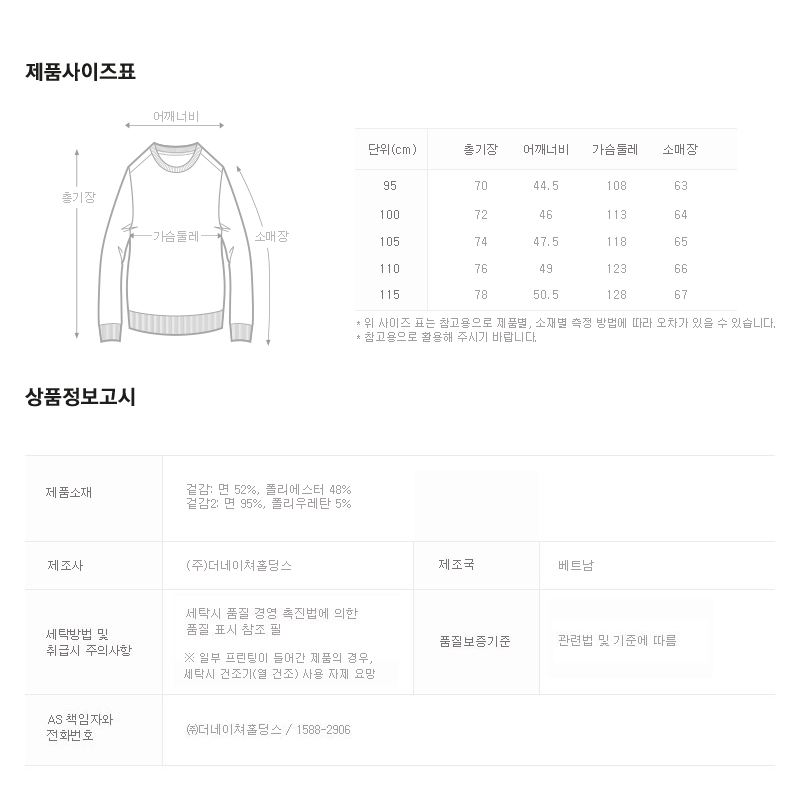 제품사이즈표
어깨너비
총기장
가슴둘레
소매장
단위(cm) 총기장 어깨너비 가슴둘레 소매장
95 70 44.5 108 63
100 72 46 113 64
105 74 47.5 118 65
110 76 49 123 66
115 78 50.5 128 67
* 위 사이즈 표는 참고용으로 제품별, 소재별 측정 방법에 따라 오차가 있을 수 있습니다.
* 참고용으로 활용해 주시기 바랍니다.
상품정보고시
제품소재
겉감: 면 52%, 폴리에스터 48%
겉감2: 면 95%, 폴리우레탄 5%
제조사 (주)더네이쳐홀딩스 제조국 베트남
세탁방법 및
취급시 주의사항
세탁시 품질 경영 촉진법에 의한
품질 표시 참조 필
※ 일부 프린팅이 들어간 제품의 경우,
세탁시 건조기(열 건조) 사용 자제 요망
품질보증기준 관련법 및 기준에 따름
AS 책임자와
전화번호
㈜더네이쳐홀딩스 / 1588-2906